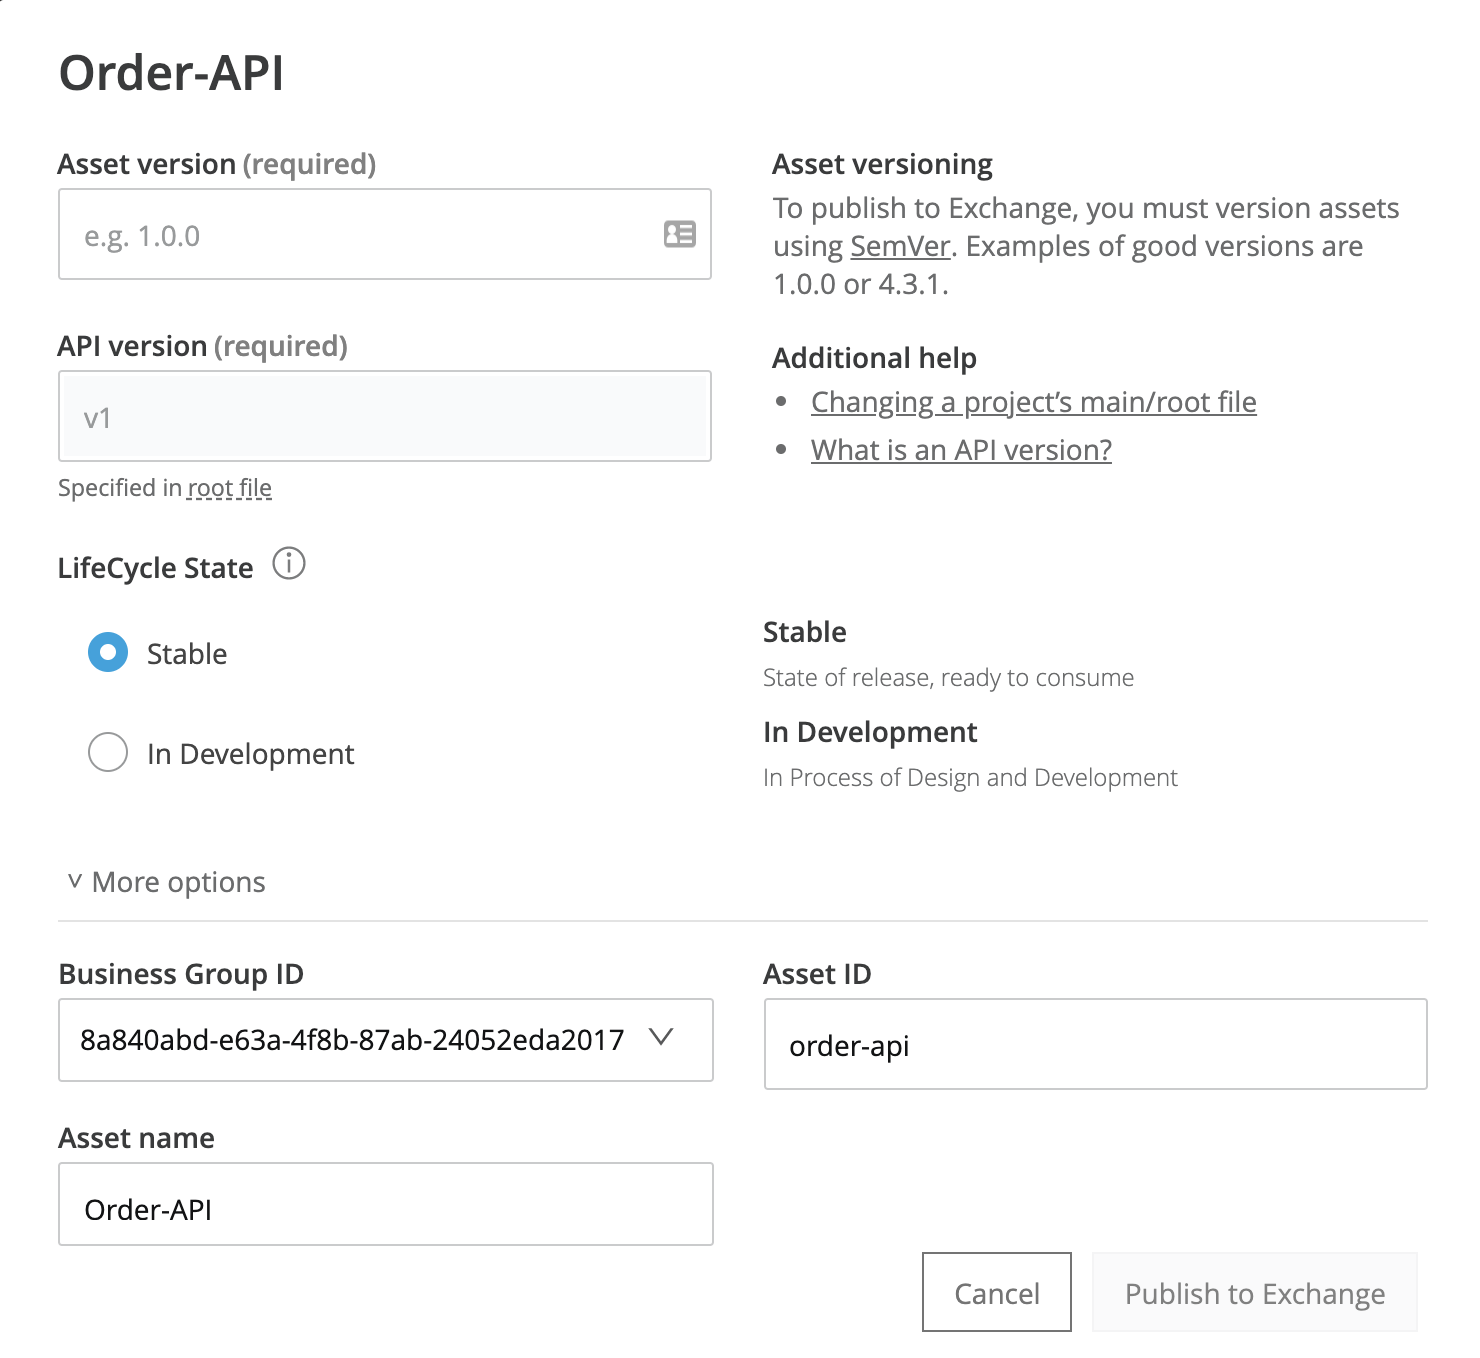 Order-API
Asset version (required)
e.g. 1.0.0
API version (required)
v1
Specified in root file
Asset versioning
To publish to Exchange, you must version assets
using SemVer. Examples of good versions are
1.0.0 or 4.3.1.
Additional help
• Changing a project’s main/root file
• What is an API version?
LifeCycle State
Stable
In Development
Stable
State of release, ready to consume
In Development
In Process of Design and Development
More options
Business Group ID
8a840abd-e63a-4f8b-87ab-24052eda2017
Asset ID
order-api
Asset name
Order-API
Cancel
Publish to Exchange